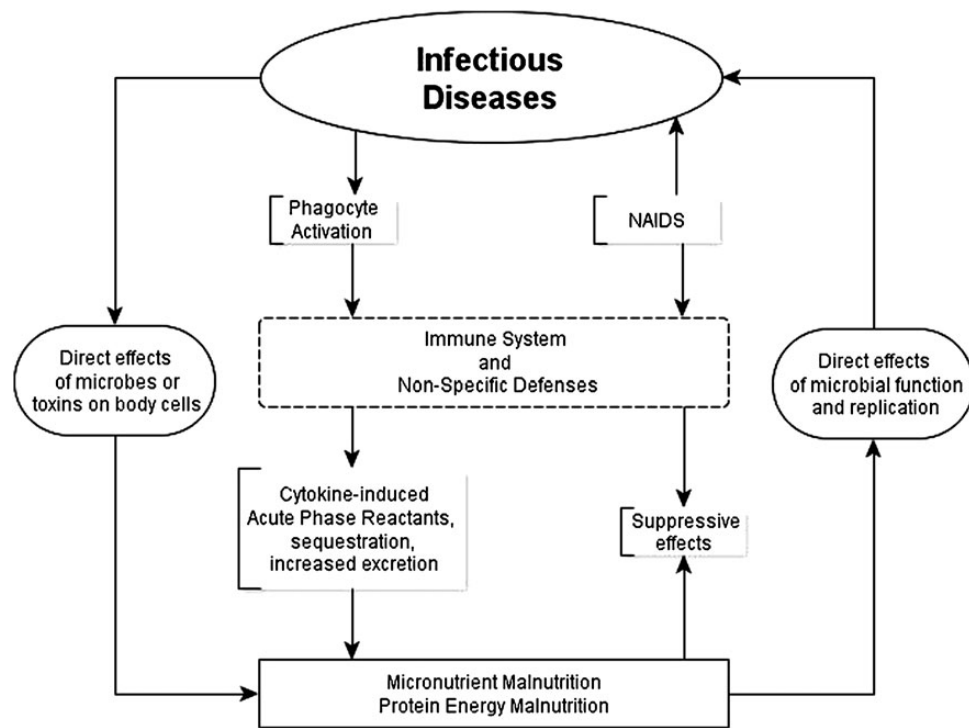 Infectious
Diseases
Phagocyte
Activation
NAIDS
Immune System
and
Non-Specific Defenses
Direct effects
of microbes or
toxins on body cells
Direct effects
of microbial function
and replication
Cytokine-induced
Acute Phase Reactants,
sequestration,
increased excretion
Suppressive
effects
Micronutrient Malnutrition
Protein Energy Malnutrition